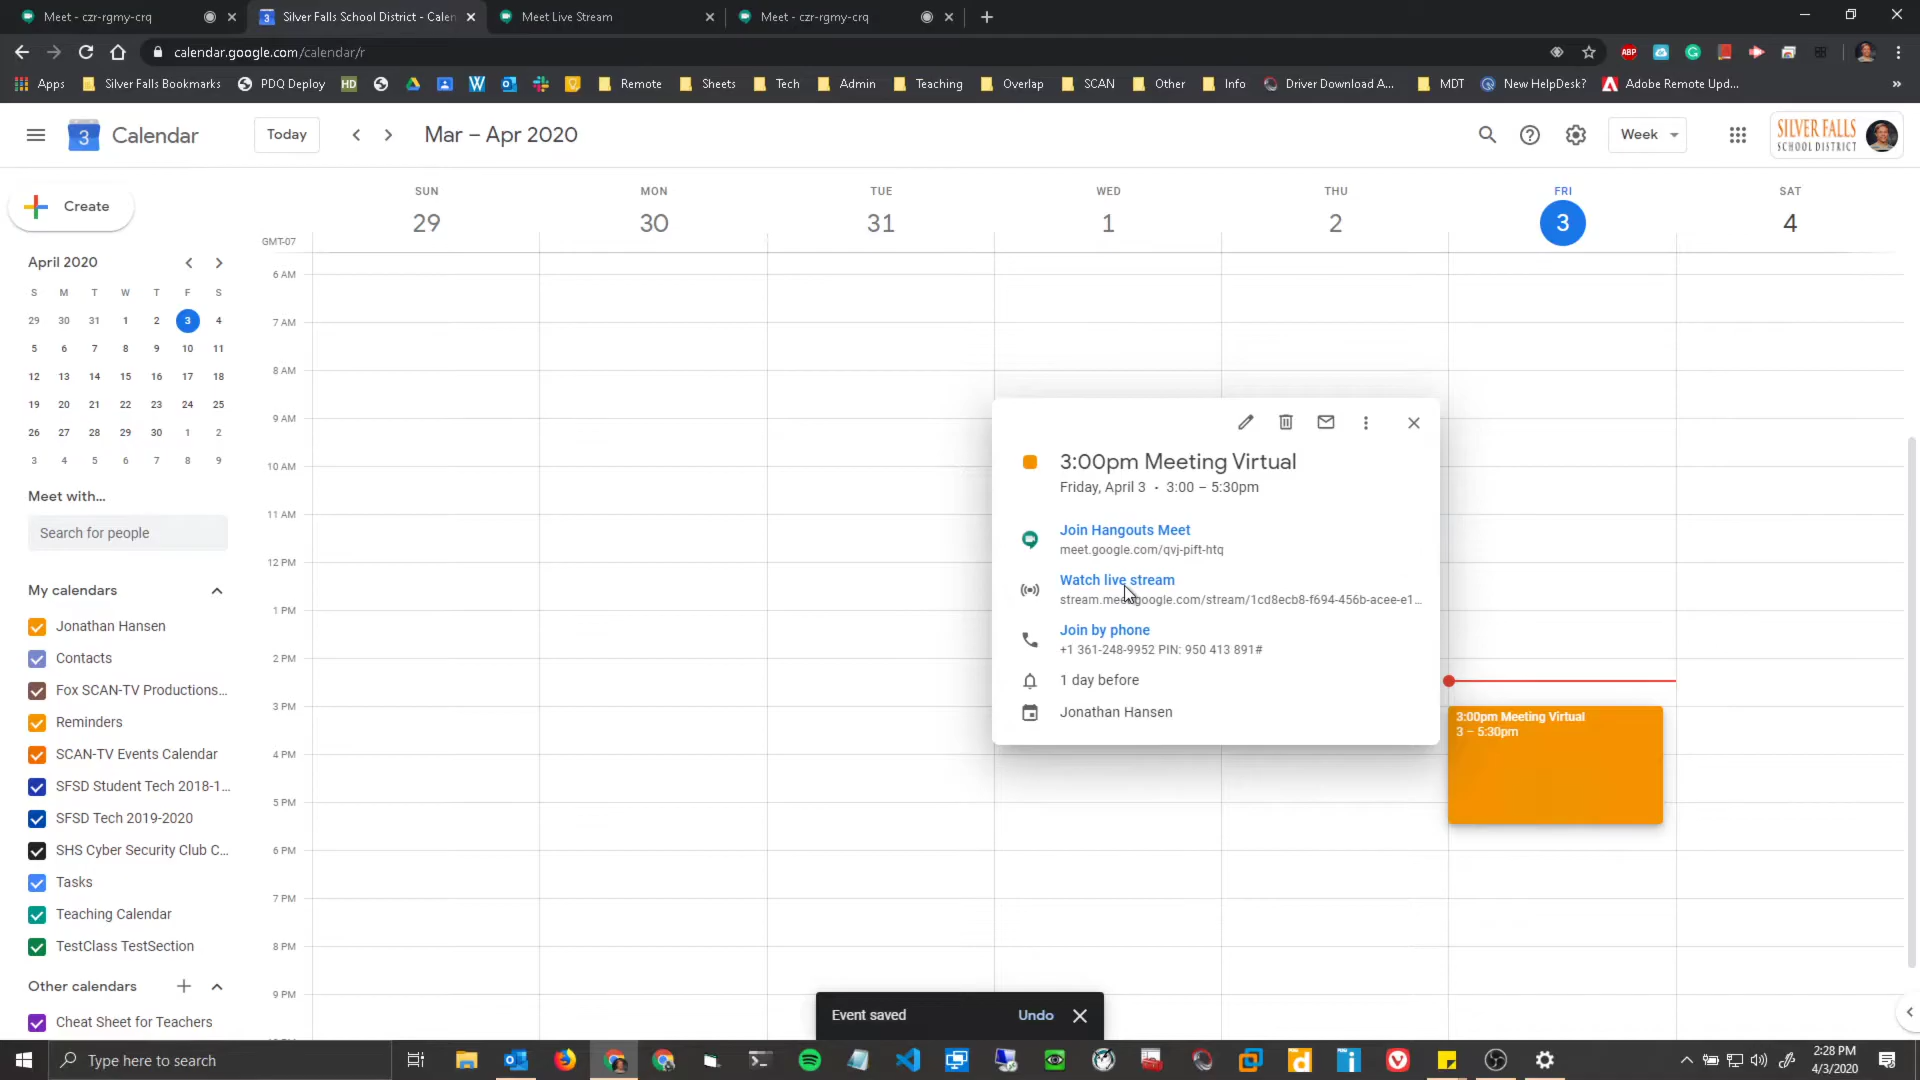 Meet - czr-rgmy-crq
Silver Falls School District - Calen
Meet Live Stream
Meet - czr-rgmy-crq
calendar.google.com/calendar/r
ABP
Apps
Silver Falls Bookmarks
PDQ Deploy
HD
Remote
Sheets
Tech
Admin
Teaching
Overlap
SCAN
Other
Info
Driver Download A...
MDT
New HelpDesk?
Adobe Remote Upd...
3
Calendar
Today
Mar – Apr 2020
Week
SILVER FALLS
SCHOOL DISTRICT
Create
SUN
29
MON
30
TUE
31
WED
1
THU
2
FRI
3
SAT
4
GMT-07
April 2020
S M T W T F S
29 30 31 1 2 3 4
5 6 7 8 9 10 11
12 13 14 15 16 17 18
19 20 21 22 23 24 25
26 27 28 29 30 1 2
3 4 5 6 7 8 9
Meet with...
Search for people
My calendars
Jonathan Hansen
Contacts
Fox SCAN-TV Productions...
Reminders
SCAN-TV Events Calendar
SFSD Student Tech 2018-1...
SFSD Tech 2019-2020
SHS Cyber Security Club C...
Tasks
Teaching Calendar
TestClass TestSection
Other calendars
Cheat Sheet for Teachers
6 AM
7 AM
8 AM
9 AM
10 AM
11 AM
12 PM
1 PM
2 PM
3 PM
4 PM
5 PM
6 PM
7 PM
8 PM
9 PM
3:00pm Meeting Virtual
Friday, April 3 · 3:00 – 5:30pm
Join Hangouts Meet
meet.google.com/qvj-pift-htq
Watch live stream
stream.meet.google.com/stream/1cd8ecb8-f694-456b-acee-e1...
Join by phone
+1 361-248-9952 PIN: 950 413 891#
1 day before
Jonathan Hansen
3:00pm Meeting Virtual
3 – 5:30pm
Event saved
Undo
Type here to search
2:28 PM
4/3/2020